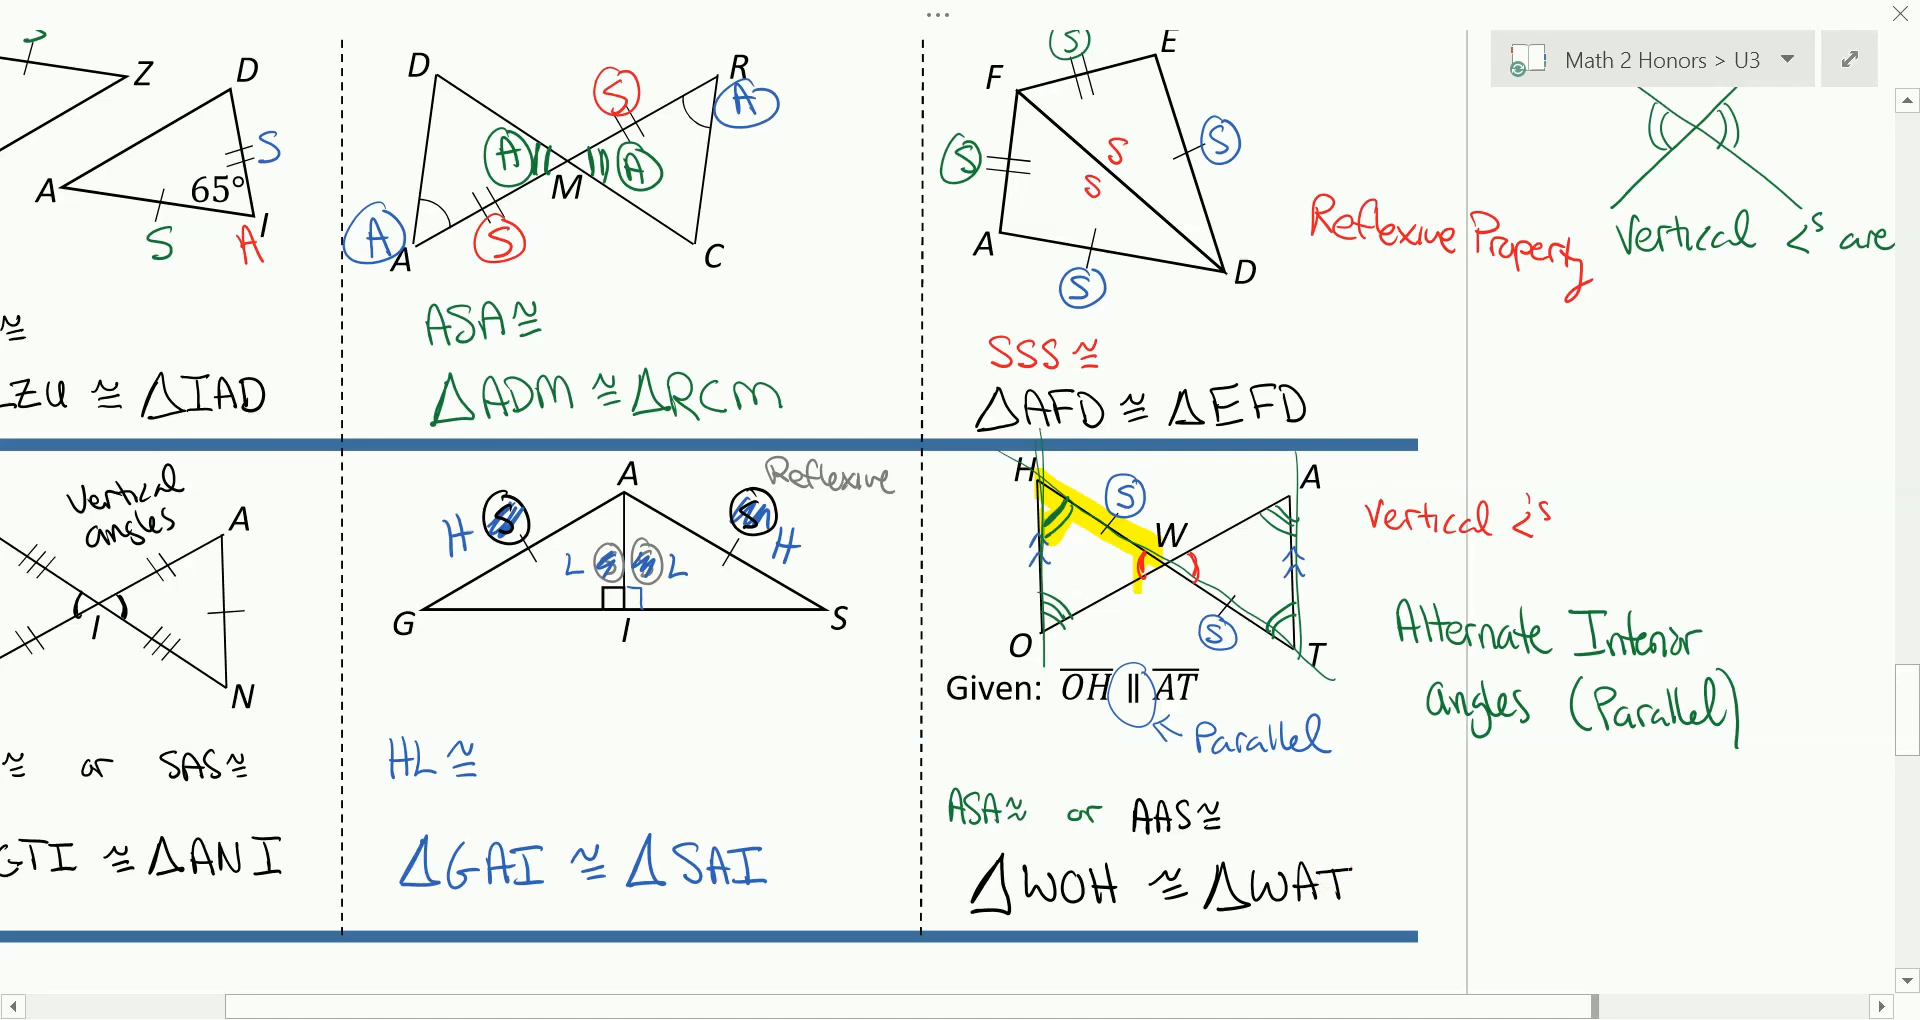 Math 2 Honors > U3
Z
D
A
65°
I
S
S
A
≅
LZU ≅ ΔIAD
D
R
S
A
A
A
M
A
S
A
C
ASA≅
ΔADM ≅ ΔRCM
S
E
F
S
S
S
S
A
S
D
SSS ≅
ΔAFD ≅ ΔEFD
Reflexive Property
Vertical <s are
Vertical
angles
A
I
N
≅ or SAS≅
GTI ≅ ΔANI
A
Reflexive
H
S
S
H
L
L
G
I
S
HL ≅
ΔGAI ≅ ΔSAI
H
S
A
W
O
S
T
Given: OH ∥ AT
Parallel
Vertical <'s
Alternate Interior
angles (Parallel)
ASA≅ or AAS≅
ΔWOH ≅ ΔWAT